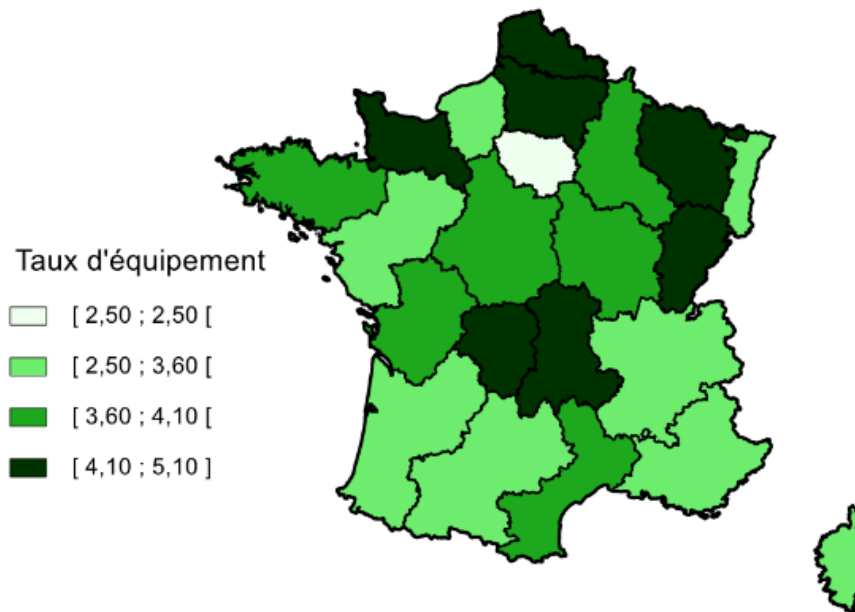 Taux d'équipement
[ 2,50 ; 2,50 [
[ 2,50 ; 3,60 [
[ 3,60 ; 4,10 [
[ 4,10 ; 5,10 ]